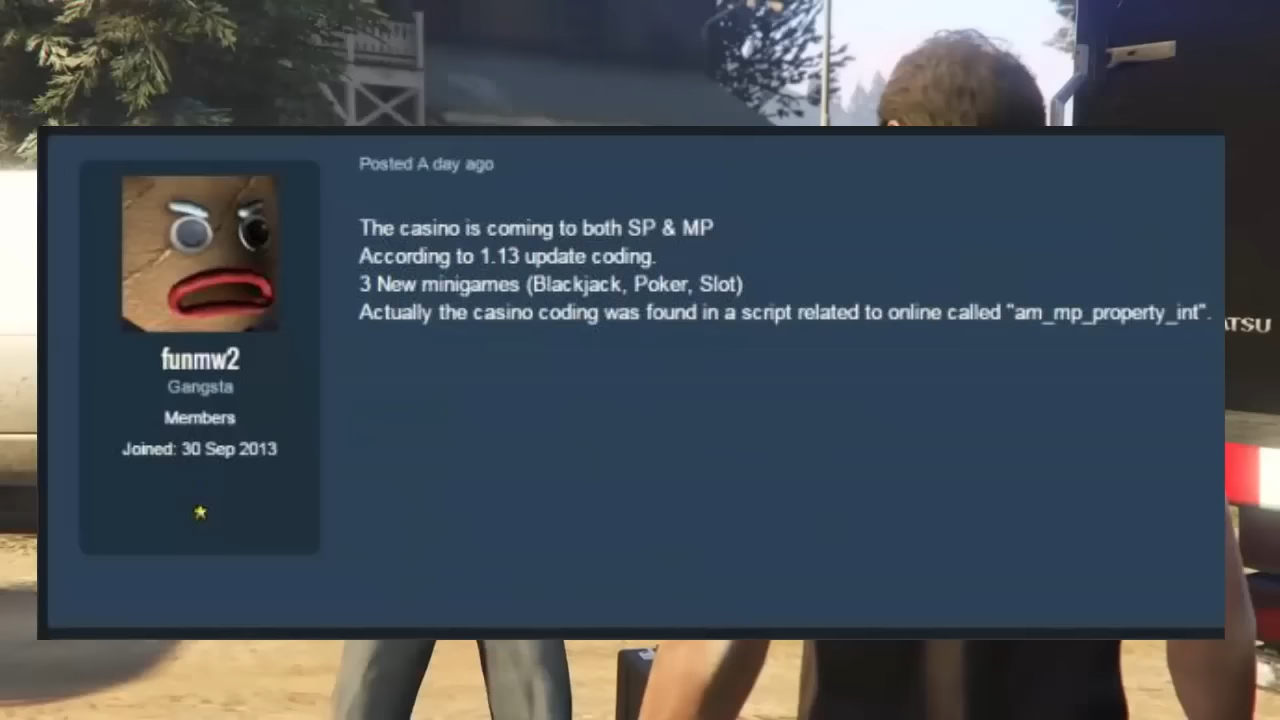 Posted A day ago
The casino is coming to both SP & MP
According to 1.13 update coding.
3 New minigames (Blackjack, Poker, Slot)
Actually the casino coding was found in a script related to online called "am_mp_property_int".
funmw2
Gangsta
Members
Joined: 30 Sep 2013